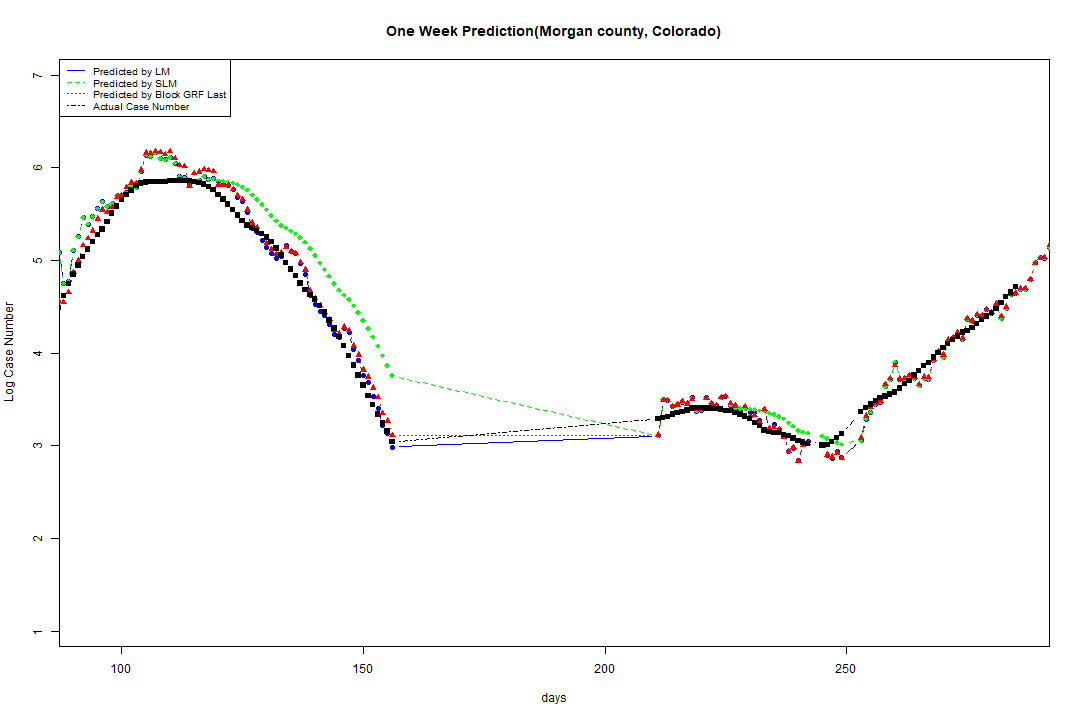 One Week Prediction(Morgan county, Colorado)
Predicted by LM
Predicted by SLM
Predicted by Block GRF Last
Actual Case Number
7
6
5
4
3
2
1
Log Case Number
100 150 200 250
days